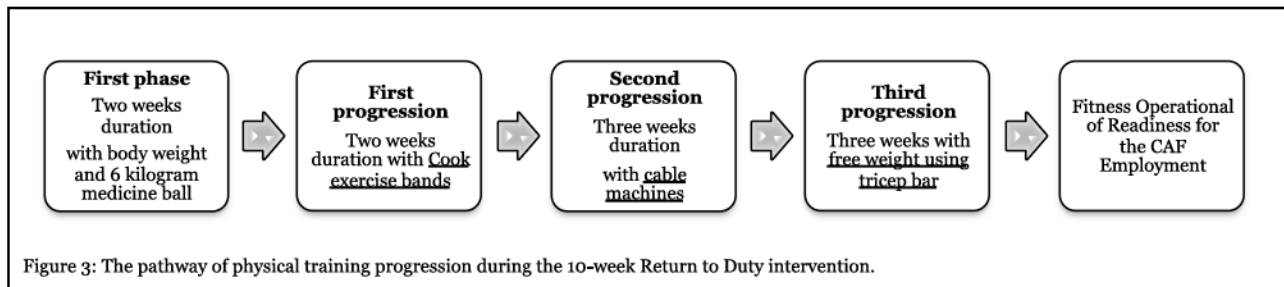 First phase
Two weeks
duration
with body weight
and 6 kilogram
medicine ball
First
progression
Two weeks
duration with Cook
exercise bands
Second
progression
Three weeks
duration
with cable
machines
Third
progression
Three weeks with
free weight using
tricep bar
Fitness Operational
of Readiness for
the CAF
Employment
Figure 3: The pathway of physical training progression during the 10-week Return to Duty intervention.